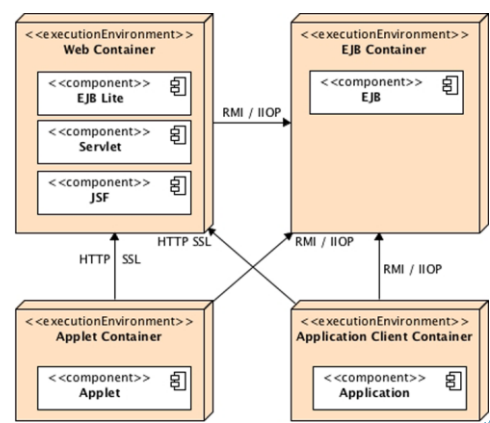 <<executionEnvironment>>
Web Container
<<component>>
EJB Lite
<<component>>
Servlet
<<component>>
JSF
RMI / IIOP
<<executionEnvironment>>
EJB Container
<<component>>
EJB
HTTP SSL
RMI / IIOP
HTTP SSL
RMI / IIOP
<<executionEnvironment>>
Applet Container
<<component>>
Applet
<<executionEnvironment>>
Application Client Container
<<component>>
Application